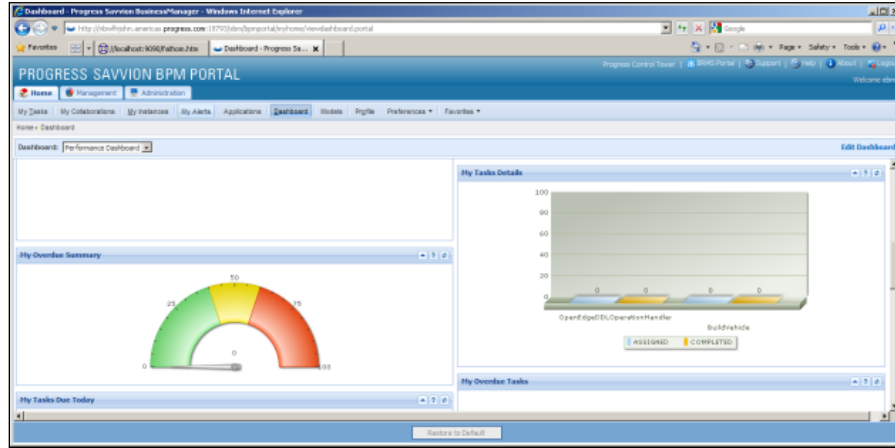 Dashboard - Progress Savvion BusinessManager - Windows Internet Explorer
Google
Favorites
Dashboard - Progress Sa...
Page
Safety
Tools
PROGRESS SAVVION BPM PORTAL
Progress Control Tower
BRMS Portal
Support
Help
About
Home
Management
Administration
My Tasks
My Collaborations
My Instances
My Alerts
Applications
Dashboard
Models
Profile
Preferences
Favorites
Home » Dashboard
Dashboard:
Performance Dashboard
Edit Dashboard
My Tasks Details
100
80
60
40
20
0
0
0
0
0
OpenEdgeDDLOperationHandler
BuildVehicle
ASSIGNED
COMPLETED
My Overdue Summary
50
25
75
0
0
100
My Overdue Tasks
My Tasks Due Today
Restore to Default